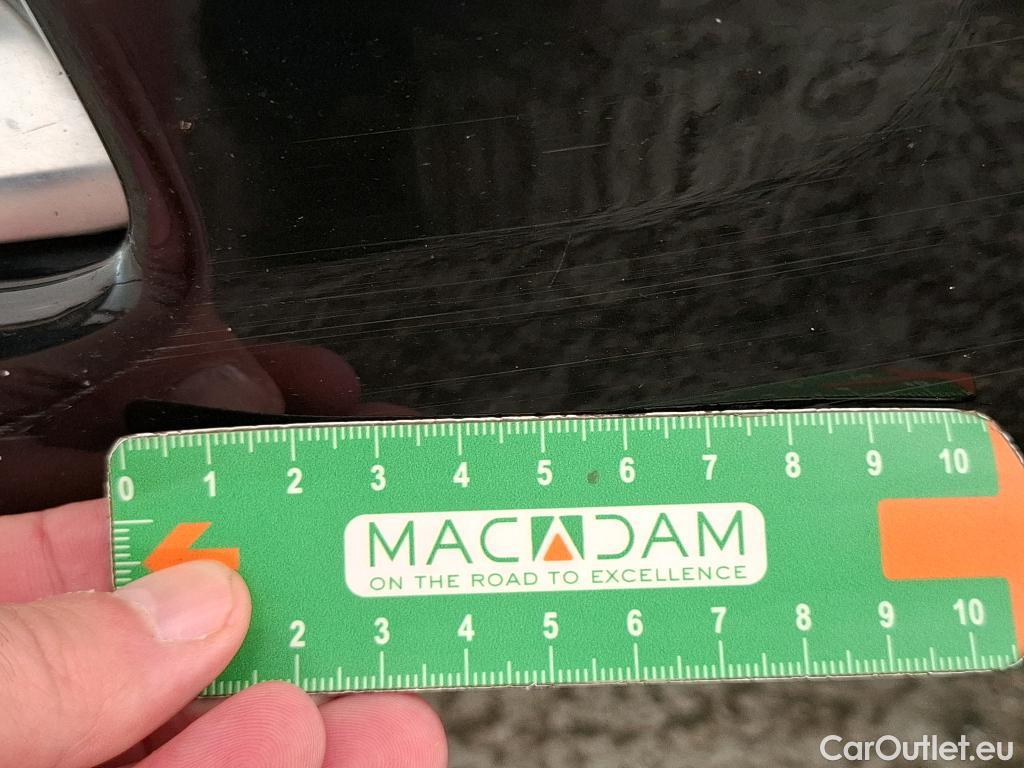 0 1 2 3 4 5 6 7 8 9 10
MACADAM
ON THE ROAD TO EXCELLENCE
2 3 4 5 6 7 8 9 10
CarOutlet.eu